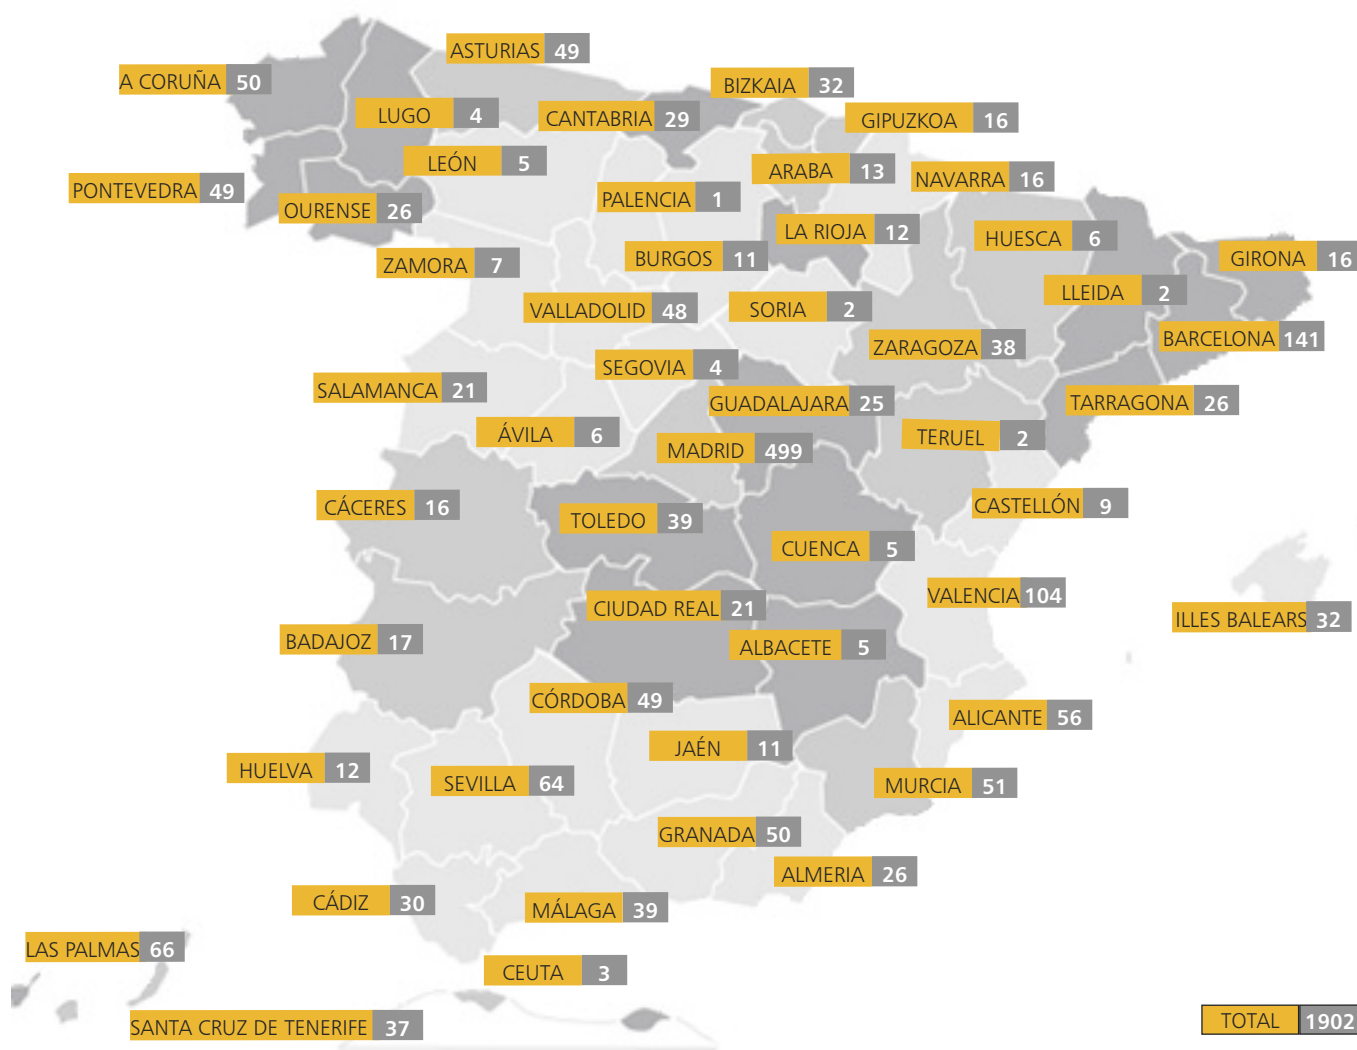 ASTURIAS 49
A CORUÑA 50
BIZKAIA 32
LUGO 4
CANTABRIA 29
GIPUZKOA 16
LEÓN 5
ARABA 13
NAVARRA 16
PONTEVEDRA 49
PALENCIA 1
OURENSE 26
LA RIOJA 12
HUESCA 6
ZAMORA 7
BURGOS 11
GIRONA 16
LLEIDA 2
VALLADOLID 48
SORIA 2
BARCELONA 141
ZARAGOZA 38
SEGOVIA 4
SALAMANCA 21
GUADALAJARA 25
TARRAGONA 26
ÁVILA 6
TERUEL 2
MADRID 499
CÁCERES 16
CASTELLÓN 9
TOLEDO 39
CUENCA 5
VALENCIA 104
CIUDAD REAL 21
ILLES BALEARS 32
BADAJOZ 17
ALBACETE 5
CÓRDOBA 49
ALICANTE 56
JAÉN 11
HUELVA 12
SEVILLA 64
MURCIA 51
GRANADA 50
ALMERIA 26
CÁDIZ 30
MÁLAGA 39
LAS PALMAS 66
CEUTA 3
SANTA CRUZ DE TENERIFE 37
TOTAL 1902